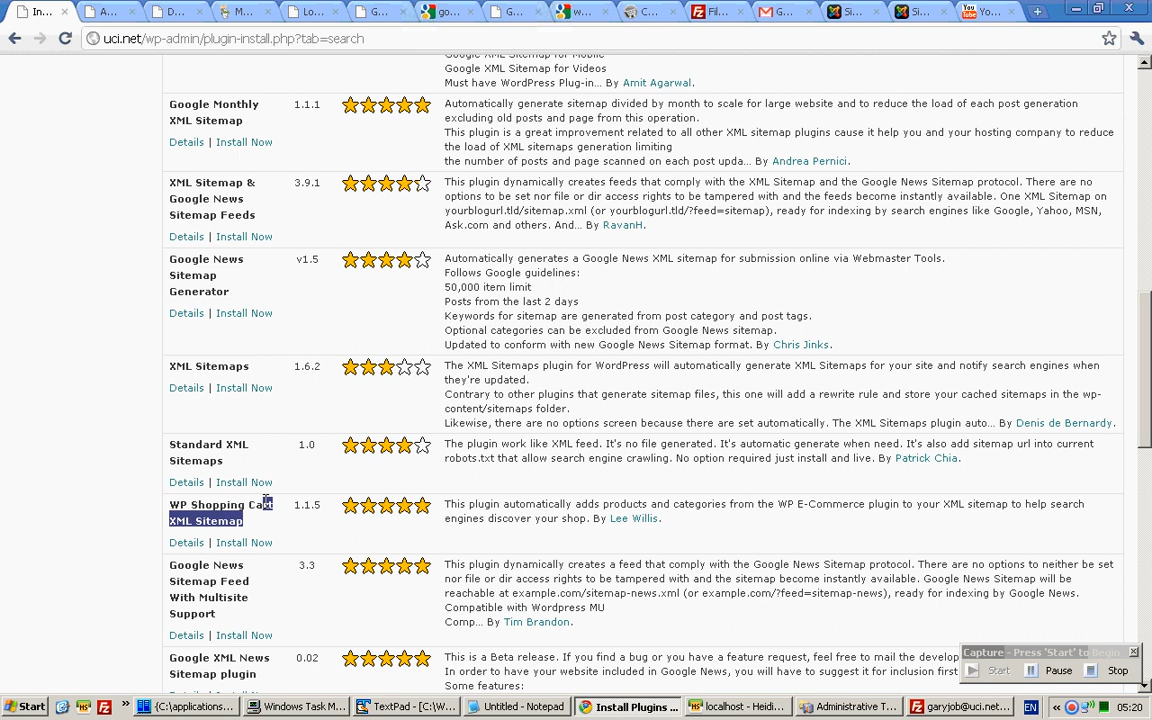 In...
A...
D...
M...
Lo...
G...
go...
G...
w...
C...
Fil...
Gm...
Sit...
Sit...
Yo...
uci.net/wp-admin/plugin-install.php?tab=search
Google XML Sitemap for Mobile
Google XML Sitemap for Videos
Must have WordPress Plug-in... By Amit Agarwal.
Google Monthly XML Sitemap
Details | Install Now
1.1.1
Automatically generate sitemap divided by month to scale for large website and to reduce the load of each post generation
excluding old posts and page from this operation.
This plugin is a great improvement related to all other XML sitemap plugins cause it help you and your hosting company to reduce
the load of XML sitemaps generation limiting
the number of posts and page scanned on each post upda... By Andrea Pernici.
XML Sitemap &
Google News
Sitemap Feeds
Details | Install Now
3.9.1
This plugin dynamically creates feeds that comply with the XML Sitemap and the Google News Sitemap protocol. There are no
options to be set nor file or dir access rights to be tampered with and the feeds become instantly available. One XML Sitemap on
yourblogurl.tld/sitemap.xml (or yourblogurl.tld/?feed=sitemap), ready for indexing by search engines like Google, Yahoo, MSN,
Ask.com and others. And... By RavanH.
Google News
Sitemap
Generator
Details | Install Now
v1.5
Automatically generates a Google News XML sitemap for submission online via Webmaster Tools.
Follows Google guidelines:
50,000 item limit
Posts from the last 2 days
Keywords for sitemap are generated from post category and post tags.
Optional categories can be excluded from Google News sitemap.
Updated to conform with new Google News Sitemap format. By Chris Jinks.
XML Sitemaps
Details | Install Now
1.6.2
The XML Sitemaps plugin for WordPress will automatically generate XML Sitemaps for your site and notify search engines when
they're updated.
Contrary to other plugins that generate sitemap files, this one will add a rewrite rule and store your cached sitemaps in the wp-
content/sitemaps folder.
Likewise, there are no options screen because there are set automatically. The XML Sitemaps plugin auto... By Denis de Bernardy.
Standard XML
Sitemaps
Details | Install Now
1.0
The plugin work like XML feed. It's no file generated. It's automatic generate when need. It's also add sitemap url into current
robots.txt that allow search engine crawling. No option required just install and live. By Patrick Chia.
WP Shopping Cart
XML Sitemap
Details | Install Now
1.1.5
This plugin automatically adds products and categories from the WP E-Commerce plugin to your XML sitemap to help search
engines discover your shop. By Lee Willis.
Google News
Sitemap Feed
With Multisite
Support
Details | Install Now
3.3
This plugin dynamically creates a feed that comply with the Google News Sitemap protocol. There are no options to neither be set
nor file or dir access rights to be tampered with and the sitemap become instantly available. Google News Sitemap will be
reachable at example.com/sitemap-news.xml (or example.com/?feed=sitemap-news), ready for indexing by Google News.
Compatible with Wordpress MU
Comp... By Tim Brandon.
Google XML News
Sitemap plugin
0.02
This is a Beta release. If you find a bug or you have a feature request, feel free to mail the develop
In order to have your website included in Google News, you will have to suggest it for inclusion first
Some features:
Capture - Press 'Start' to Begin
Start
Pause
Stop
Start
{C:\applications...
Windows Task M...
TextPad - [C:\W...
Untitled - Notepad
Install Plugins ...
localhost - Heidi...
Administrative T...
garyjob@uci.net...
EN
05:20